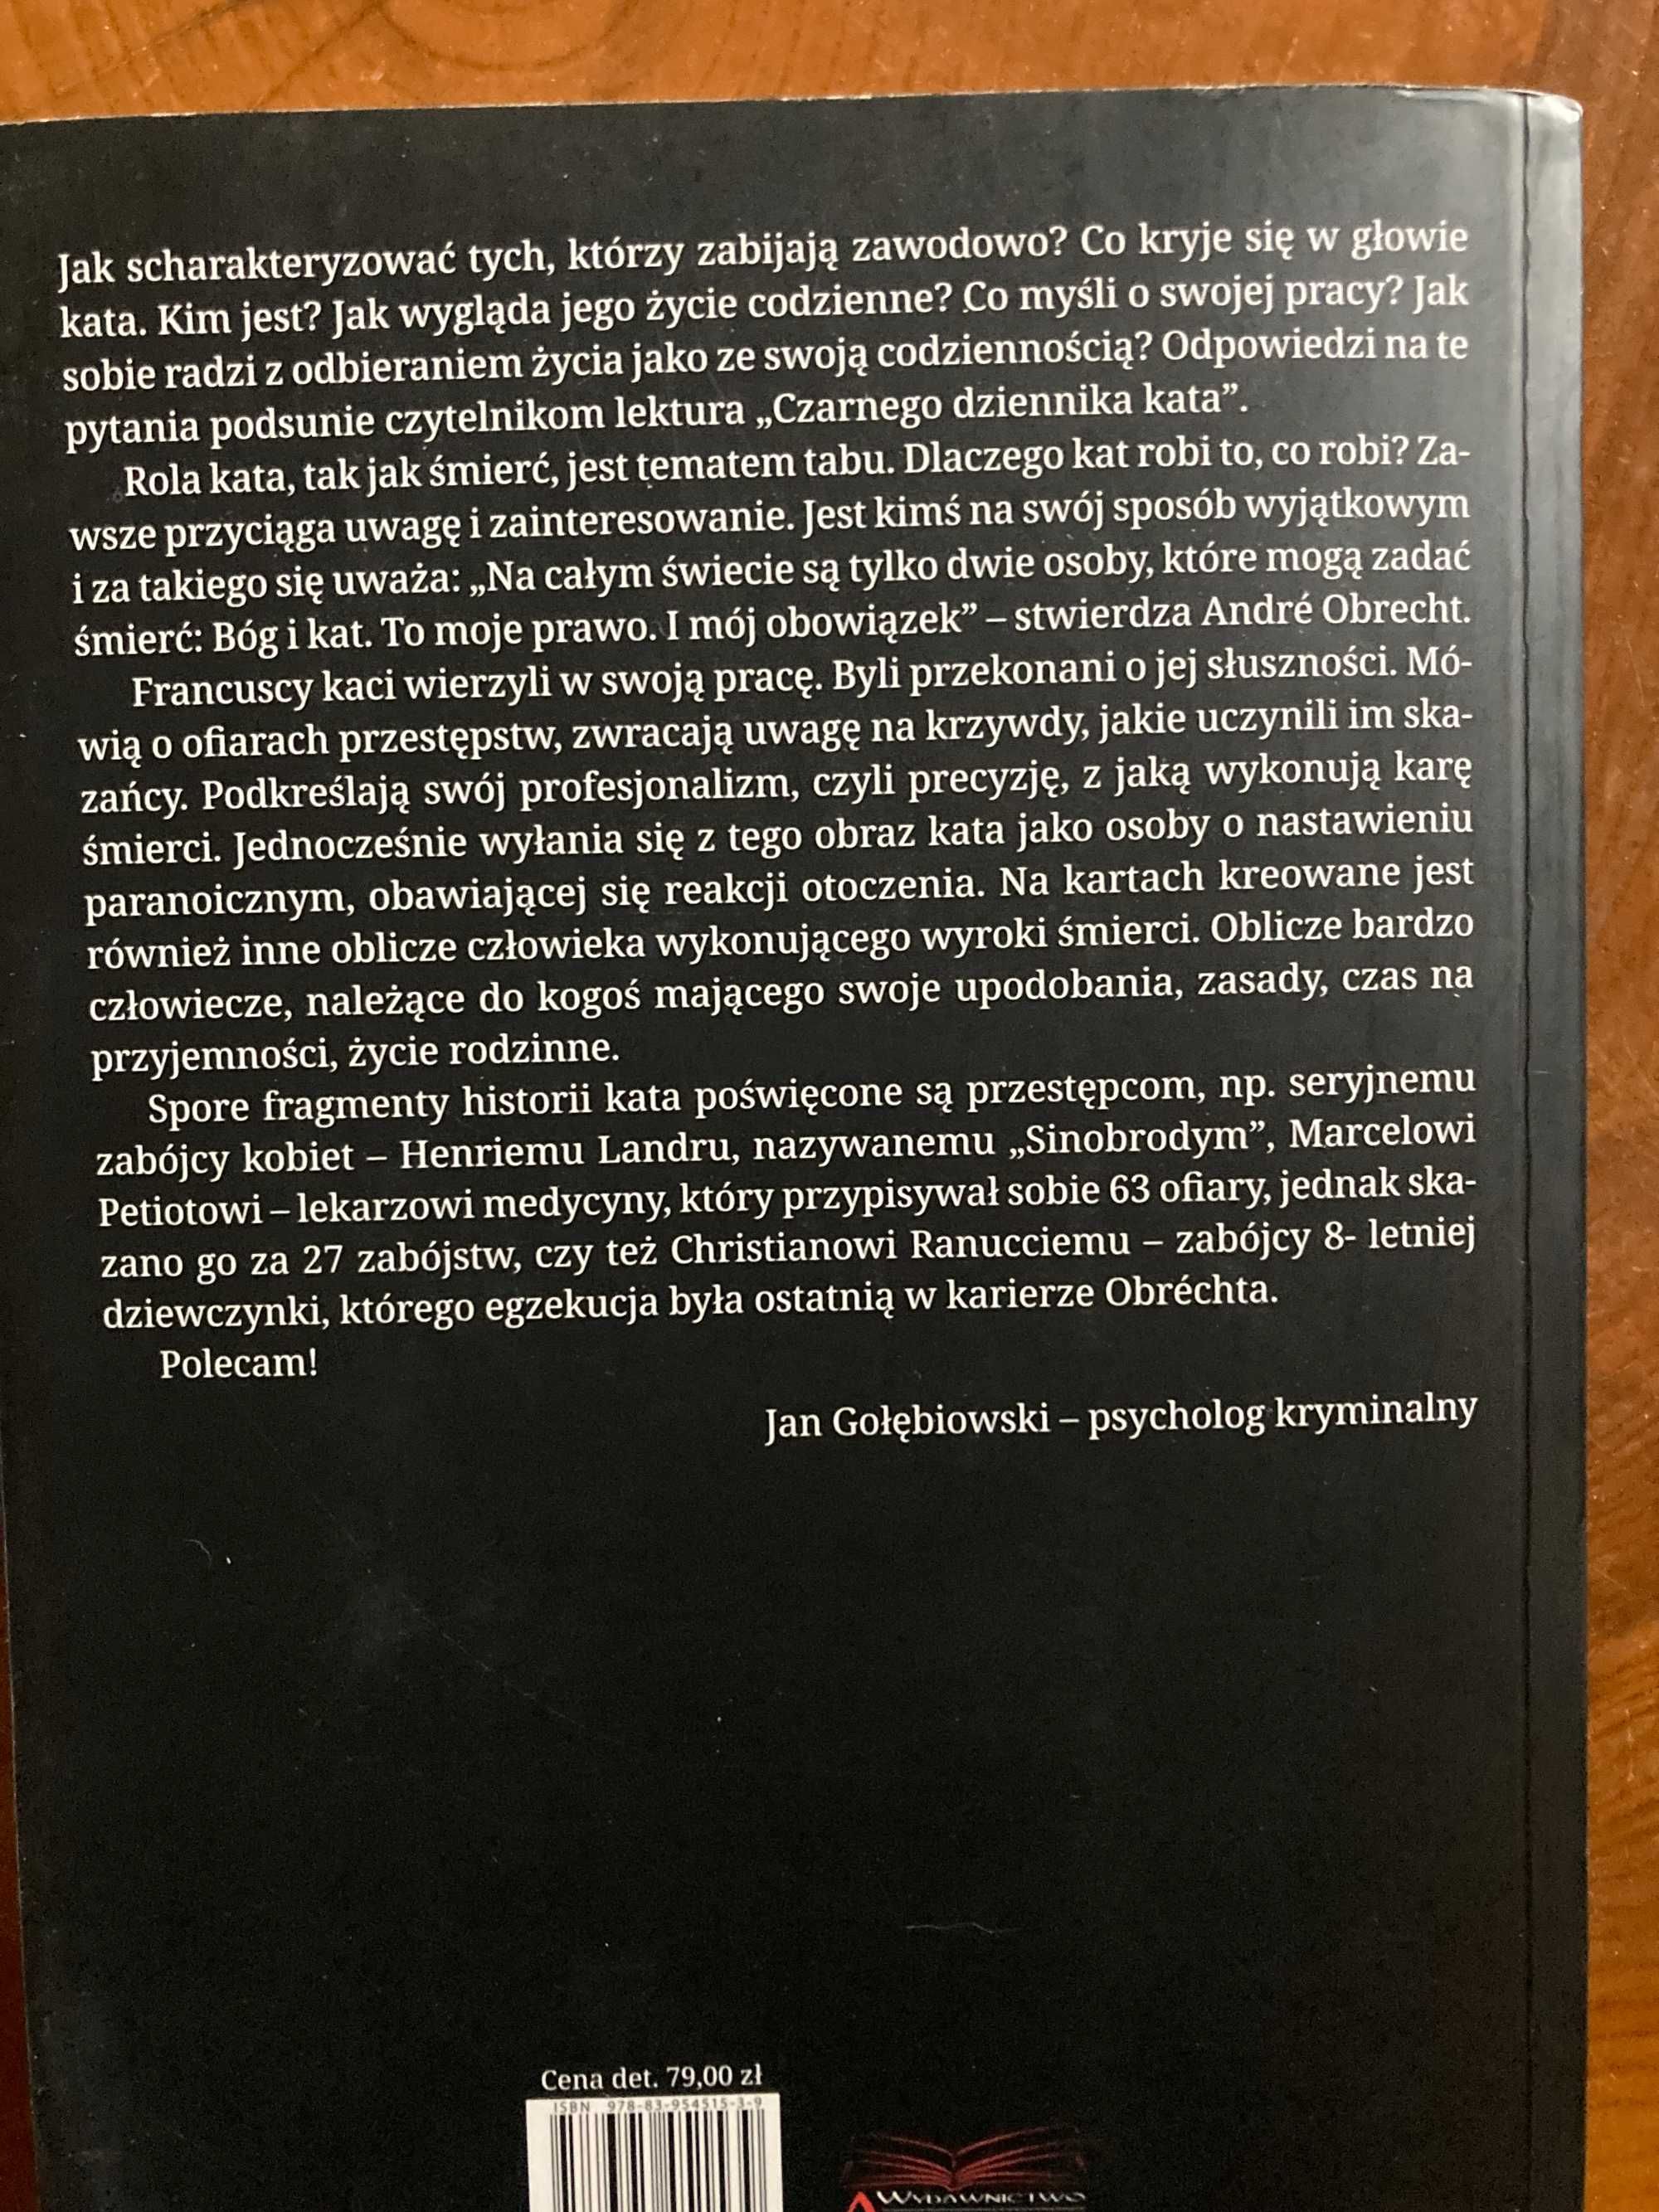 Jak scharakteryzować tych, którzy zabijają zawodowo? Co kryje się w głowie
kata. Kim jest? Jak wygląda jego życie codzienne? Co myśli o swojej pracy? Jak
sobie radzi z odbieraniem życia jako ze swoją codziennością? Odpowiedzi na te
pytania podsunie czytelnikom lektura „Czarnego dziennika kata”.
Rola kata, tak jak śmierć, jest tematem tabu. Dlaczego kat robi to, co robi? Za-
wsze przyciąga uwagę i zainteresowanie. Jest kimś na swój sposób wyjątkowym
i za takiego się uważa: „Na całym świecie są tylko dwie osoby, które mogą zadać
śmierć: Bóg i kat. To moje prawo. I mój obowiązek” – stwierdza André Obrecht.
Francuscy kaci wierzyli w swoją pracę. Byli przekonani o jej słuszności. Mó-
wią o ofiarach przestępstw, zwracają uwagę na krzywdy, jakie uczynili im ska-
zańcy. Podkreślają swój profesjonalizm, czyli precyzję, z jaką wykonują karę
śmierci. Jednocześnie wyłania się z tego obraz kata jako osoby o nastawieniu
paranoicznym, obawiającej się reakcji otoczenia. Na kartach kreowane jest
również inne oblicze człowieka wykonującego wyroki śmierci. Oblicze bardzo
człowiecze, należące do kogoś mającego swoje upodobania, zasady, czas na
przyjemności, życie rodzinne.
Spore fragmenty historii kata poświęcone są przestępcom, np. seryjnemu
zabójcy kobiet – Henriemu Landru, nazywanemu „Sinobrodym”, Marcelowi
Petiotowi – lekarzowi medycyny, który przypisywał sobie 63 ofiary, jednak ska-
zano go za 27 zabójstw, czy też Christianowi Ranucciemu – zabójcy 8- letniej
dziewczynki, którego egzekucja była ostatnią w karierze Obréchta.
Polecam!
Jan Gołębiowski – psycholog kryminalny
Cena det. 79,00 zł
ISBN 978-83-954515-3-9
WYDAWNICTWO